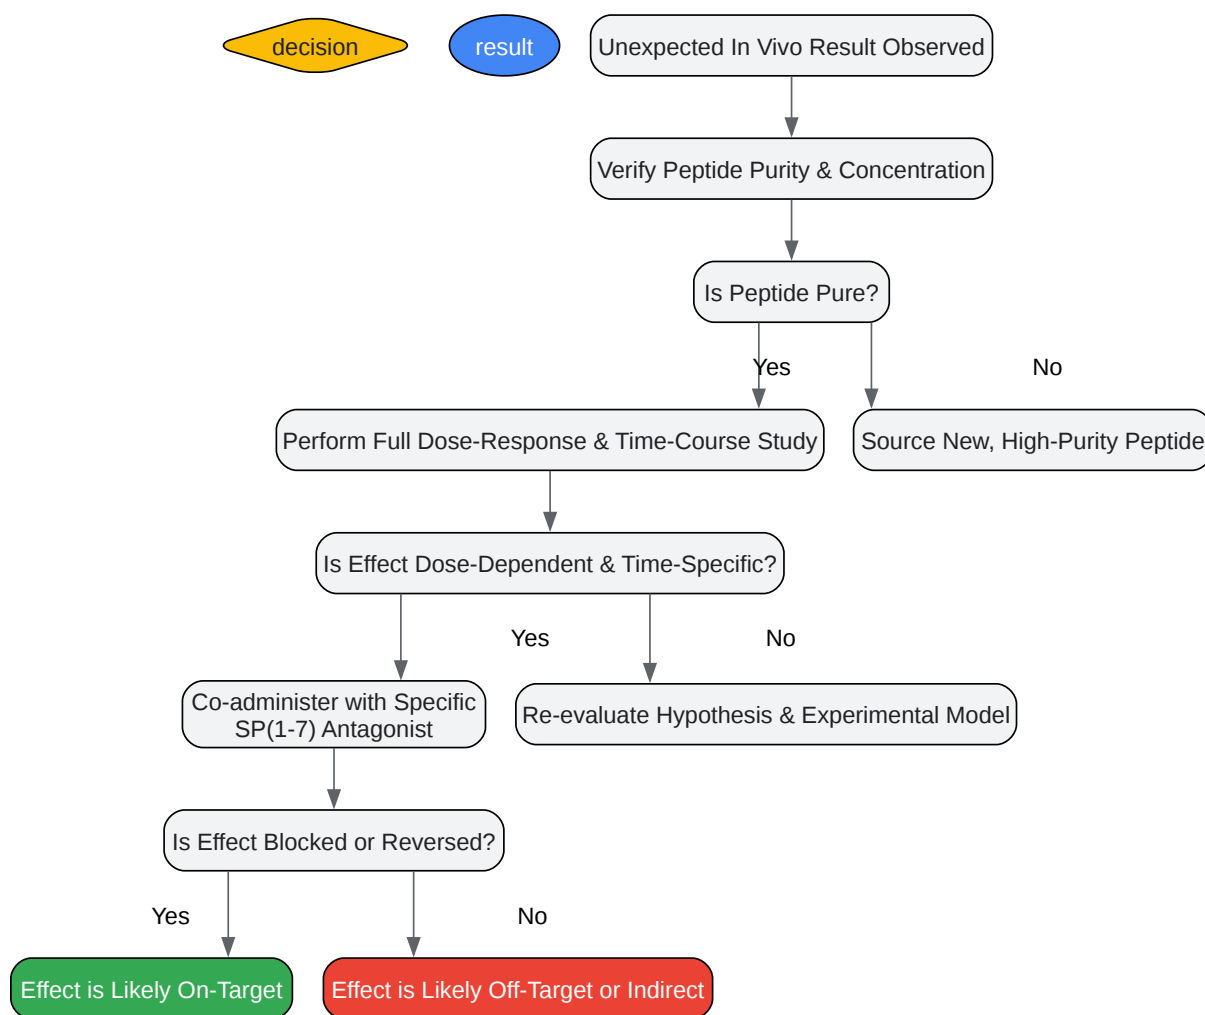 decision
result
Unexpected In Vivo Result Observed
Verify Peptide Purity & Concentration
Is Peptide Pure?
Yes
No
Perform Full Dose-Response & Time-Course Study
Source New, High-Purity Peptide
Is Effect Dose-Dependent & Time-Specific?
Yes
No
Co-administer with Specific
SP(1-7) Antagonist
Re-evaluate Hypothesis & Experimental Model
Is Effect Blocked or Reversed?
Yes
No
Effect is Likely On-Target
Effect is Likely Off-Target or Indirect